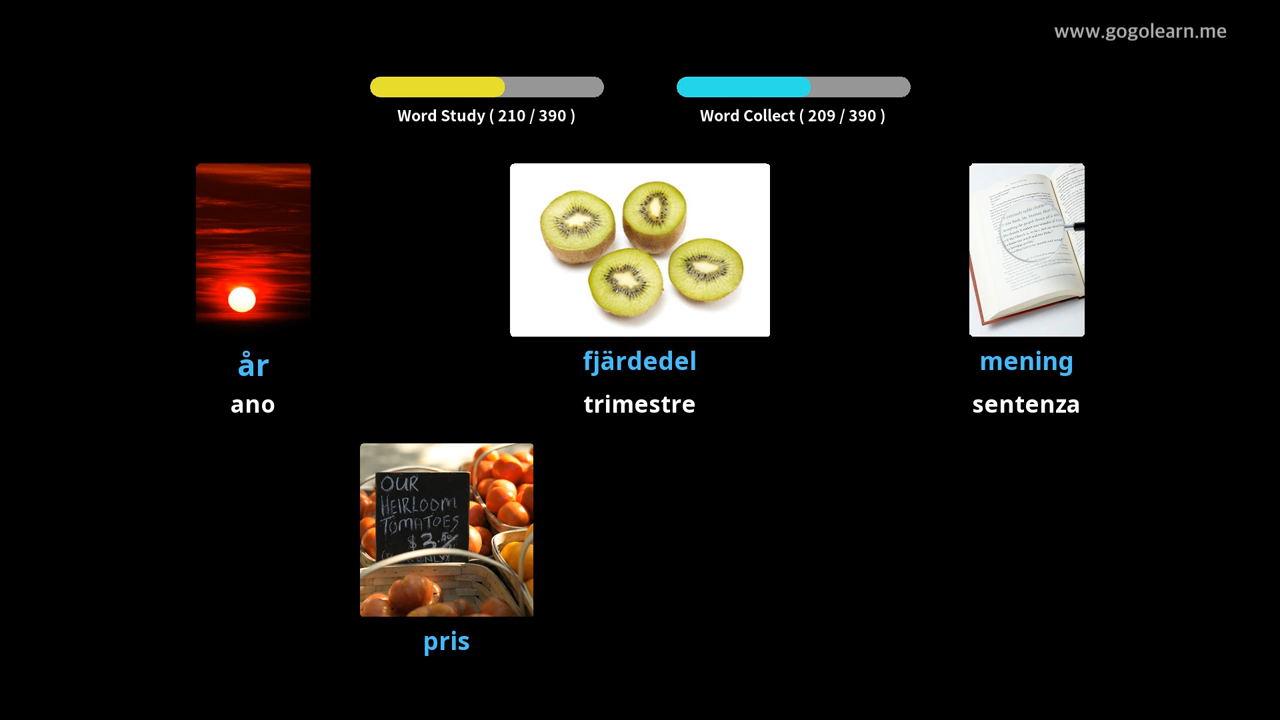 www.gogolearn.me
Word Study ( 210 / 390 )
Word Collect ( 209 / 390 )
år
fjärdedel
mening
ano
trimestre
sentenza
OUR
HEIRLOOM
TOMATOES
pris